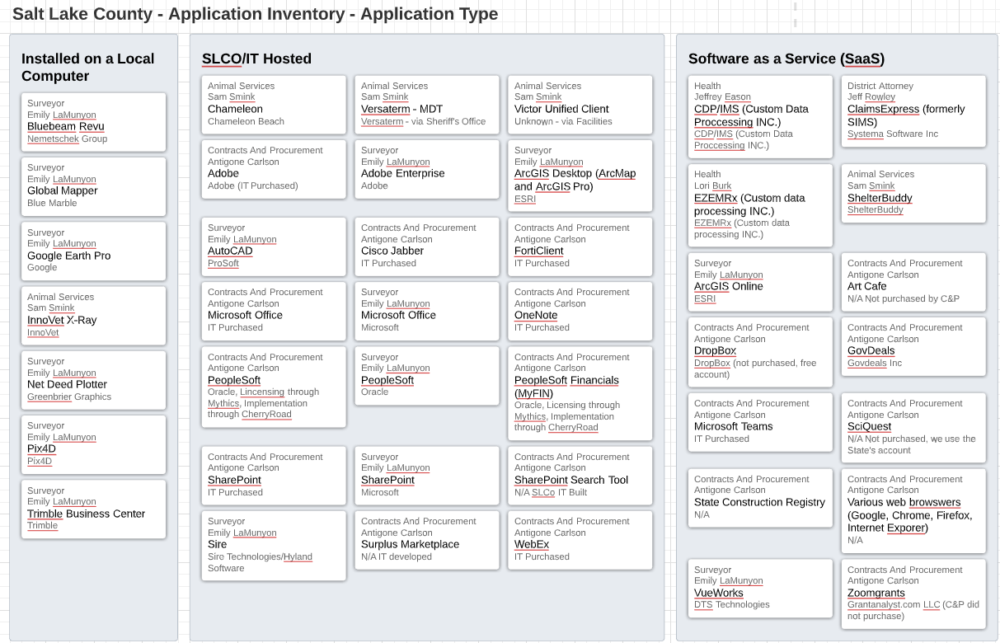 Salt Lake County - Application Inventory - Application Type
Installed on a Local
Computer
Surveyor
Emily LaMunyon
Bluebeam Revu
Nemetschek Group
Surveyor
Emily LaMunyon
Global Mapper
Blue Marble
Surveyor
Emily LaMunyon
Google Earth Pro
Google
Animal Services
Sam Smink
InnoVet X-Ray
InnoVet
Surveyor
Emily LaMunyon
Net Deed Plotter
Greenbrier Graphics
Surveyor
Emily LaMunyon
Pix4D
Pix4D
Surveyor
Emily LaMunyon
Trimble Business Center
Trimble
SLCO/IT Hosted
Animal Services
Sam Smink
Chameleon
Chameleon Beach
Animal Services
Sam Smink
Versaterm - MDT
Versaterm - via Sheriff's Office
Animal Services
Sam Smink
Victor Unified Client
Unknown - via Facilities
Contracts And Procurement
Antigone Carlson
Adobe
Adobe (IT Purchased)
Surveyor
Emily LaMunyon
Adobe Enterprise
Adobe
Surveyor
Emily LaMunyon
ArcGIS Desktop (ArcMap
and ArcGIS Pro)
ESRI
Surveyor
Emily LaMunyon
AutoCAD
ProSoft
Contracts And Procurement
Antigone Carlson
Cisco Jabber
IT Purchased
Contracts And Procurement
Antigone Carlson
FortiClient
IT Purchased
Contracts And Procurement
Antigone Carlson
Microsoft Office
IT Purchased
Surveyor
Emily LaMunyon
Microsoft Office
Microsoft
Contracts And Procurement
Antigone Carlson
OneNote
IT Purchased
Contracts And Procurement
Antigone Carlson
PeopleSoft
Oracle, Lincensing through
Mythics, Implementation
through CherryRoad
Surveyor
Emily LaMunyon
PeopleSoft
Oracle
Contracts And Procurement
Antigone Carlson
PeopleSoft Financials
(MyFIN)
Oracle, Licensing through
Mythics, Implementation
through CherryRoad
Contracts And Procurement
Antigone Carlson
SharePoint
IT Purchased
Surveyor
Emily LaMunyon
SharePoint
Microsoft
Contracts And Procurement
Antigone Carlson
SharePoint Search Tool
N/A SLCo IT Built
Surveyor
Emily LaMunyon
Sire
Sire Technologies/Hyland
Software
Contracts And Procurement
Antigone Carlson
Surplus Marketplace
N/A IT developed
Contracts And Procurement
Antigone Carlson
WebEx
IT Purchased
Software as a Service (SaaS)
Health
Jeffrey Eason
CDP/IMS (Custom Data
Proccessing INC.)
CDP/IMS (Custom Data
Proccessing INC.)
District Attorney
Jeff Rowley
ClaimsExpress (formerly
SIMS)
Systema Software Inc
Health
Lori Burk
EZEMRx (Custom data
processing INC.)
EZEMRx (Custom data
processing INC.)
Animal Services
Sam Smink
ShelterBuddy
ShelterBuddy
Surveyor
Emily LaMunyon
ArcGIS Online
ESRI
Contracts And Procurement
Antigone Carlson
Art Cafe
N/A Not purchased by C&P
Contracts And Procurement
Antigone Carlson
DropBox
DropBox (not purchased, free
account)
Contracts And Procurement
Antigone Carlson
GovDeals
Govdeals Inc
Contracts And Procurement
Antigone Carlson
Microsoft Teams
IT Purchased
Contracts And Procurement
Antigone Carlson
SciQuest
N/A Not purchased, we use the
State's account
Contracts And Procurement
Antigone Carlson
State Construction Registry
N/A
Contracts And Procurement
Antigone Carlson
Various web browswers
(Google, Chrome, Firefox,
Internet Exporer)
N/A
Surveyor
Emily LaMunyon
VueWorks
DTS Technologies
Contracts And Procurement
Antigone Carlson
Zoomgrants
Grantanalyst.com LLC (C&P did
not purchase)